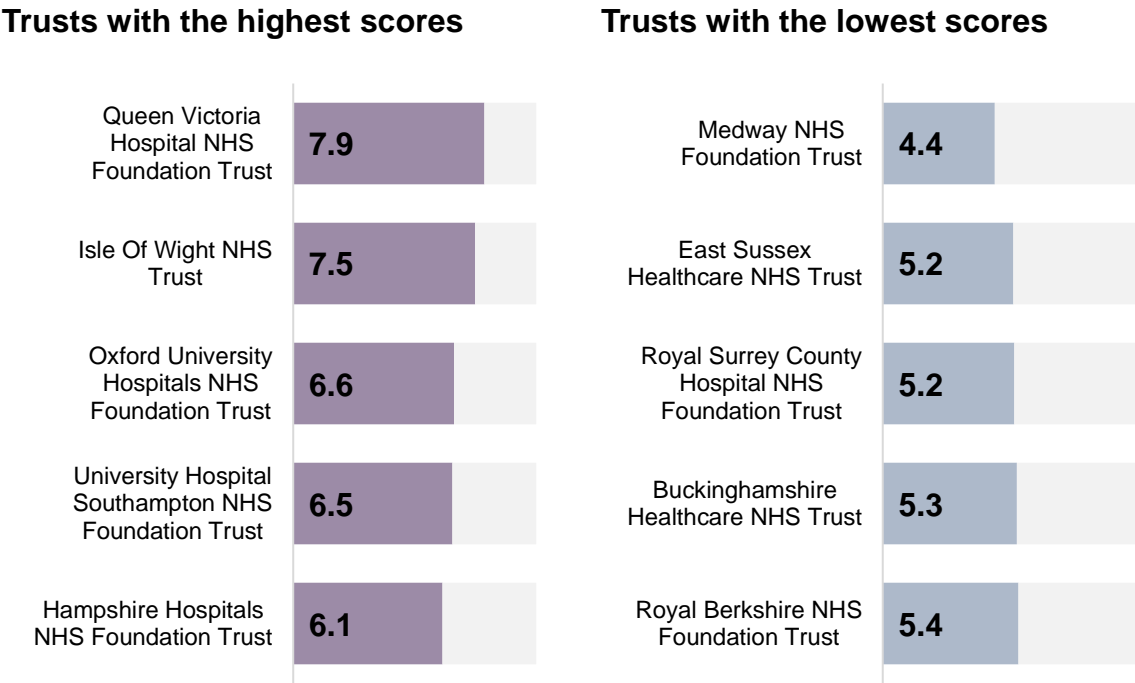 Trusts with the highest scores
Queen Victoria
Hospital NHS
Foundation Trust
7.9
Isle Of Wight NHS
Trust
7.5
Oxford University
Hospitals NHS
Foundation Trust
6.6
University Hospital
Southampton NHS
Foundation Trust
6.5
Hampshire Hospitals
NHS Foundation Trust
6.1
Trusts with the lowest scores
Medway NHS
Foundation Trust
4.4
East Sussex
Healthcare NHS Trust
5.2
Royal Surrey County
Hospital NHS
Foundation Trust
5.2
Buckinghamshire
Healthcare NHS Trust
5.3
Royal Berkshire NHS
Foundation Trust
5.4